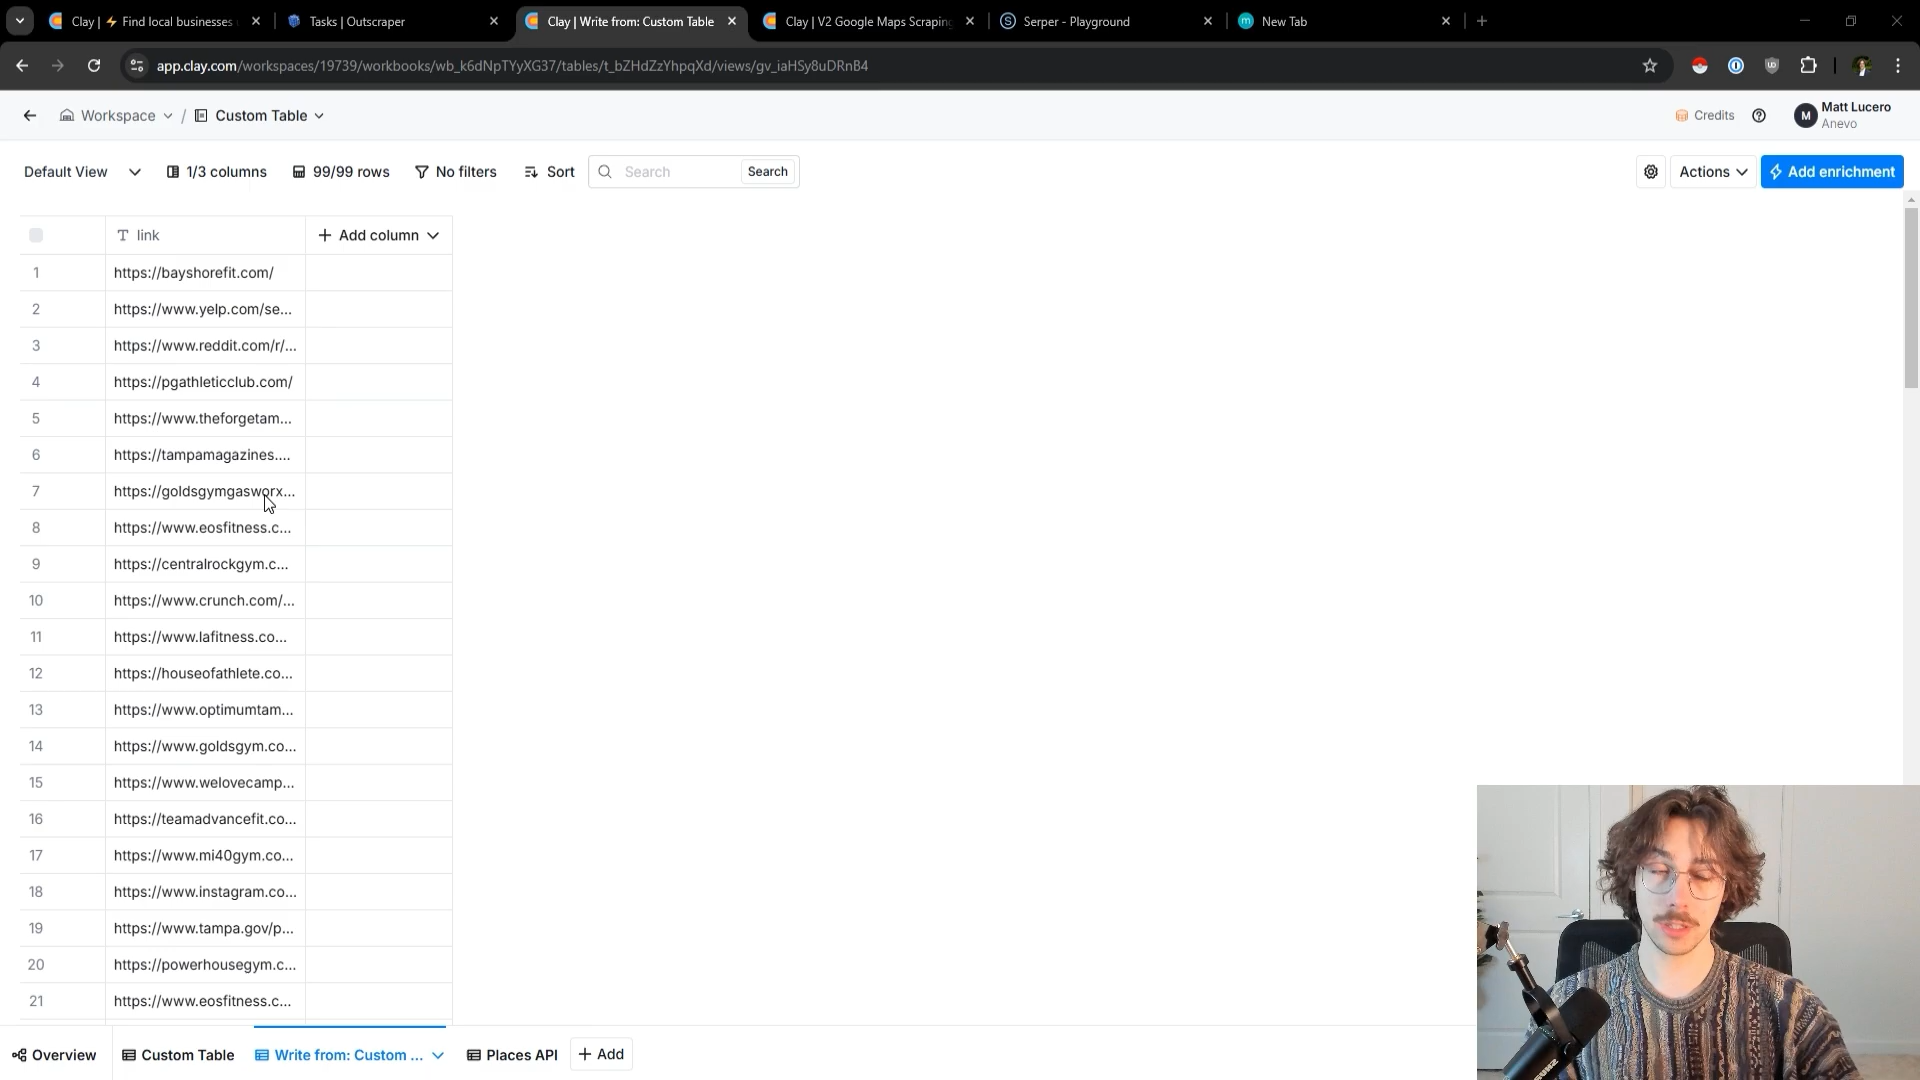 Clay | ⚡ Find local businesses
Tasks | Outscraper
Clay | Write from: Custom Table
Clay | V2 Google Maps Scraping
Serper - Playground
New Tab
app.clay.com/workspaces/19739/workbooks/wb_k6dNpTYyXG37/tables/t_bZHdZzYhpqXd/views/gv_iaHSy8uDRnB4
Workspace / Custom Table
Credits
M
Matt Lucero
Anevo
Default View
1/3 columns
99/99 rows
No filters
Sort
Search
Search
Actions
Add enrichment
link
+ Add column
1 https://bayshorefit.com/
2 https://www.yelp.com/se...
3 https://www.reddit.com/r/...
4 https://pgathleticclub.com/
5 https://www.theforgetam...
6 https://tampamagazines....
7 https://goldsgymgasworx...
8 https://www.eosfitness.c...
9 https://centralrockgym.c...
10 https://www.crunch.com/...
11 https://www.lafitness.co...
12 https://houseofathlete.co...
13 https://www.optimumtam...
14 https://www.goldsgym.co...
15 https://www.welovecamp...
16 https://teamadvancefit.co...
17 https://www.mi40gym.co...
18 https://www.instagram.co...
19 https://www.tampa.gov/p...
20 https://powerhousegym.c...
21 https://www.eosfitness.c...
Overview
Custom Table
Write from: Custom ...
Places API
+ Add